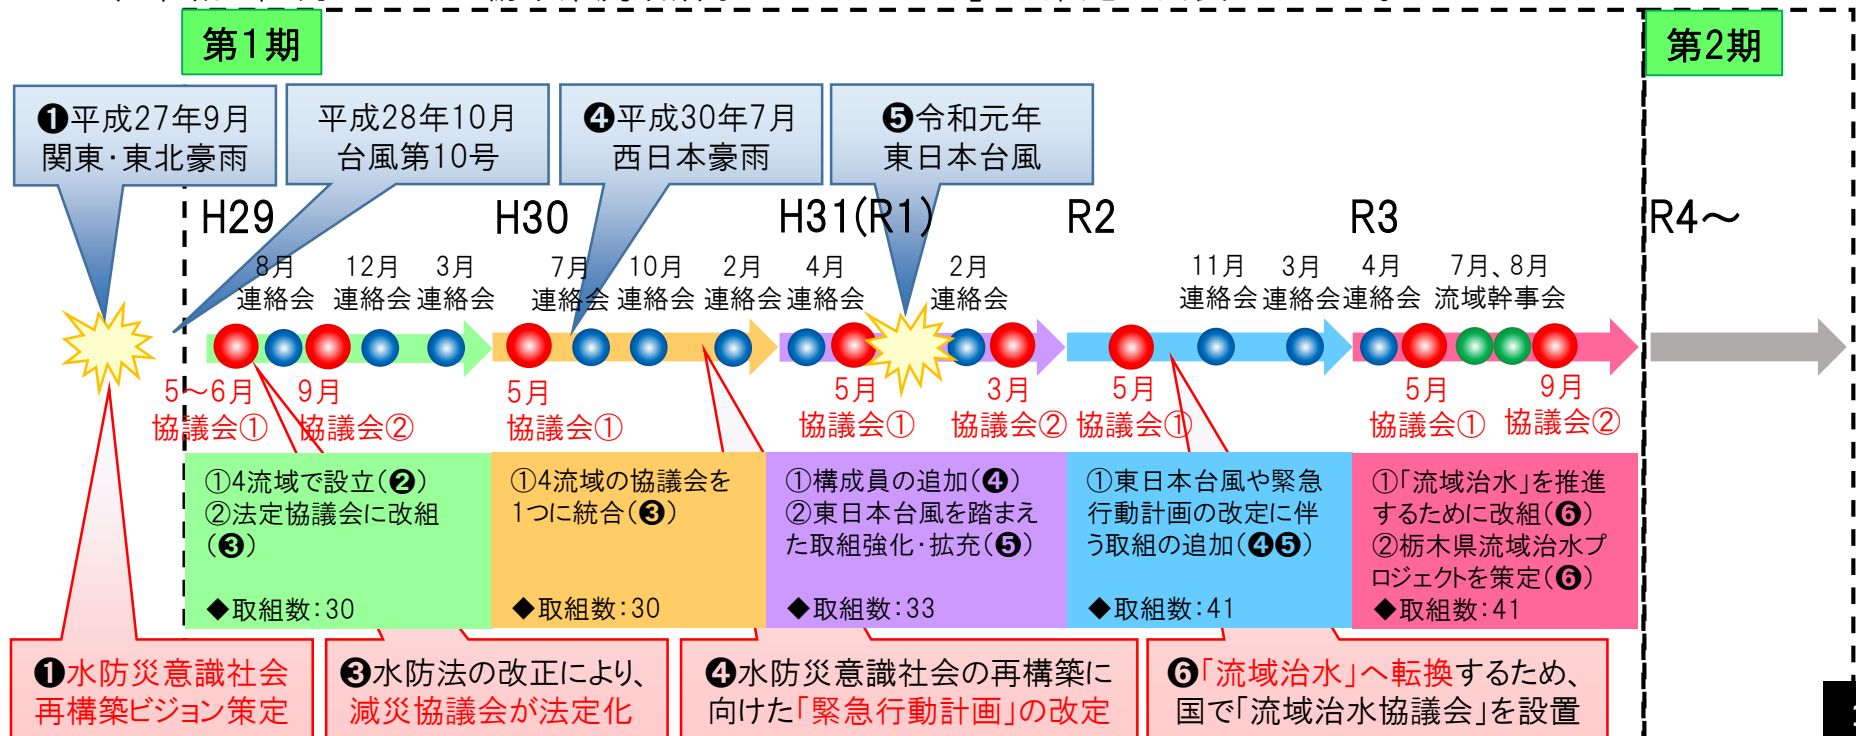 第1期
第2期
❶平成27年9月
関東・東北豪雨
平成28年10月
台風第10号
❹平成30年7月
西日本豪雨
❺令和元年
東日本台風
H29
H30
H31(R1)
R2
R3
R4～
8月
連絡会
12月
連絡会
3月
連絡会
7月
連絡会
10月
連絡会
2月
連絡会
4月
連絡会
2月
連絡会
11月
連絡会
3月
連絡会
4月
連絡会
7月、8月
流域幹事会
5～6月
協議会①
9月
協議会②
5月
協議会①
5月
協議会①
3月
協議会②
5月
協議会①
5月
協議会①
9月
協議会②
①4流域で設立(❷)
②法定協議会に改組
(❸)
◆取組数：30
①4流域の協議会を
1つに統合(❸)
◆取組数：30
①構成員の追加(❹)
②東日本台風を踏まえ
た取組強化・拡充(❺)
◆取組数：33
①東日本台風や緊急
行動計画の改定に伴
う取組の追加(❹❺)
◆取組数：41
①「流域治水」を推進
するために改組(❻)
②栃木県流域治水プ
ロジェクトを策定(❻)
◆取組数：41
❶水防災意識社会
再構築ビジョン策定
❸水防法の改正により、
減災協議会が法定化
❹水防災意識社会の再構築に
向けた「緊急行動計画」の改定
❻「流域治水」へ転換するため、
国で「流域治水協議会」を設置